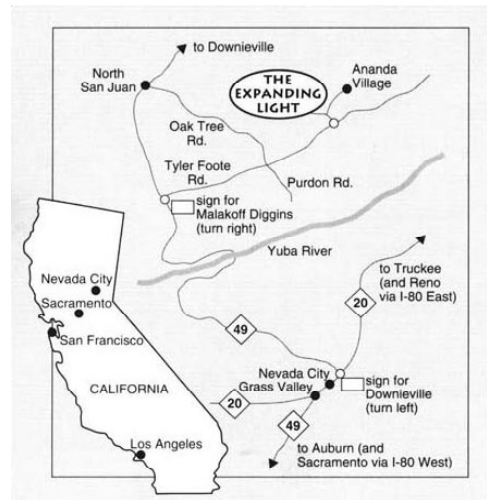 to Downieville
North
San Juan
THE
EXPANDING
LIGHT
Ananda
Village
Oak Tree
Rd.
Tyler Foote
Rd.
Purdon Rd.
sign for
Malakoff Diggins
(turn right)
Yuba River
to Truckee
(and Reno
via I-80 East)
20
49
Nevada City
Grass Valley
sign for
Downieville
(turn left)
20
49
to Auburn (and
Sacramento via I-80 West)
Nevada City
Sacramento
San Francisco
CALIFORNIA
Los Angeles